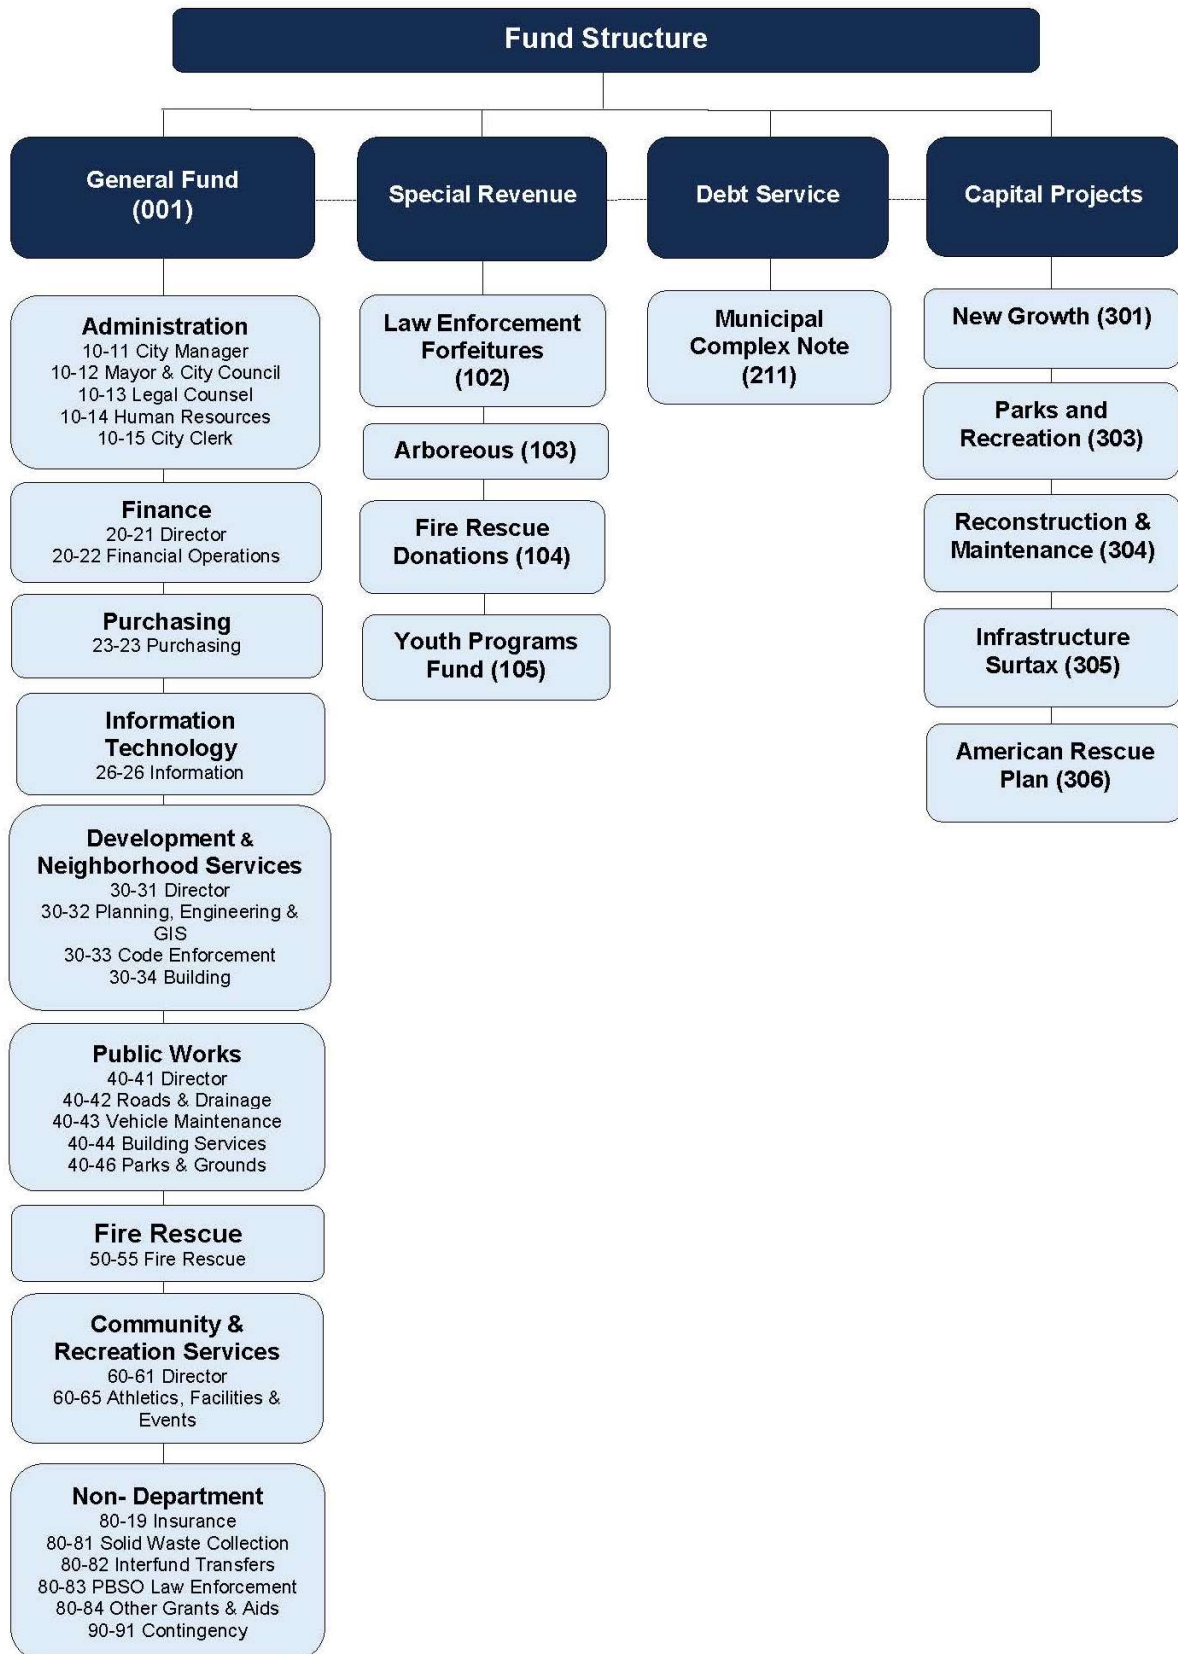 Fund Structure
General Fund
(001)
Special Revenue
Debt Service
Capital Projects
Administration
10-11 City Manager
10-12 Mayor & City Council
10-13 Legal Counsel
10-14 Human Resources
10-15 City Clerk
Finance
20-21 Director
20-22 Financial Operations
Purchasing
23-23 Purchasing
Information
Technology
26-26 Information
Development &
Neighborhood Services
30-31 Director
30-32 Planning, Engineering &
GIS
30-33 Code Enforcement
30-34 Building
Public Works
40-41 Director
40-42 Roads & Drainage
40-43 Vehicle Maintenance
40-44 Building Services
40-46 Parks & Grounds
Fire Rescue
50-55 Fire Rescue
Community &
Recreation Services
60-61 Director
60-65 Athletics, Facilities &
Events
Non- Department
80-19 Insurance
80-81 Solid Waste Collection
80-82 Interfund Transfers
80-83 PBSO Law Enforcement
80-84 Other Grants & Aids
90-91 Contingency
Law Enforcement
Forfeitures
(102)
Arboreous (103)
Fire Rescue
Donations (104)
Youth Programs
Fund (105)
Municipal
Complex Note
(211)
New Growth (301)
Parks and
Recreation (303)
Reconstruction &
Maintenance (304)
Infrastructure
Surtax (305)
American Rescue
Plan (306)